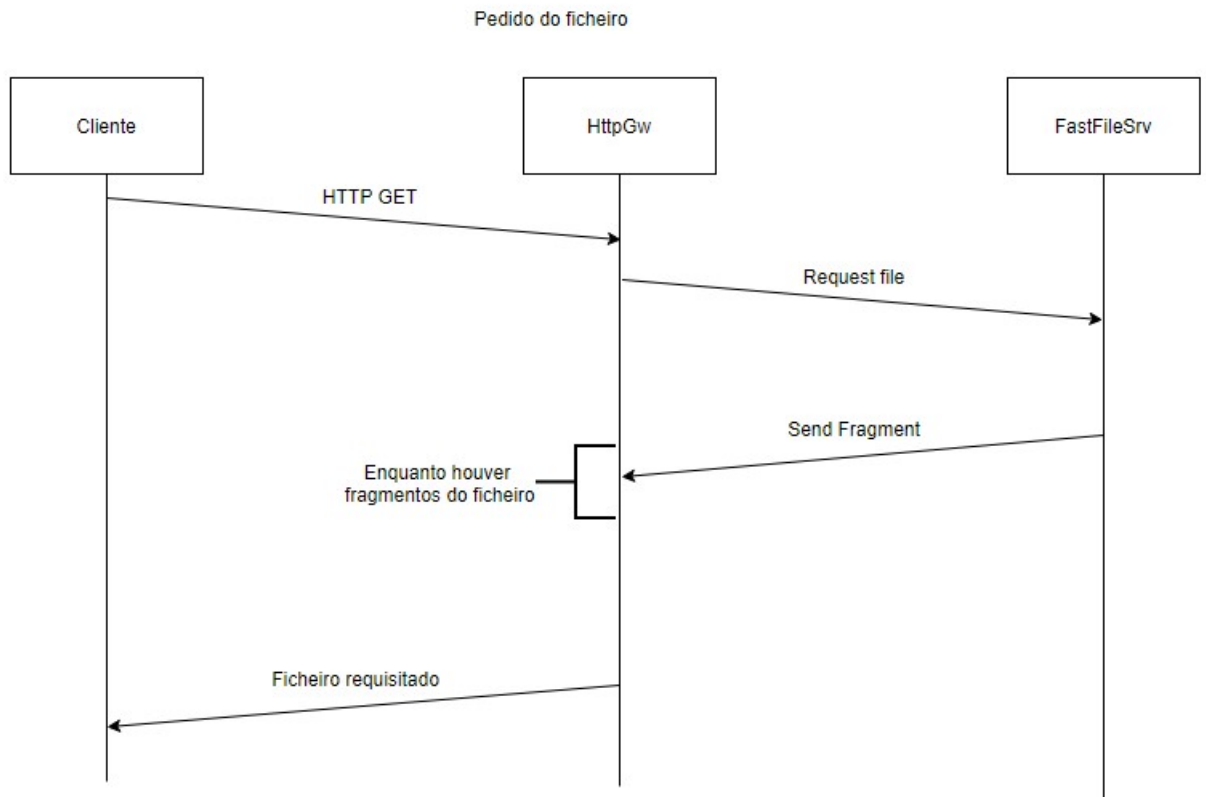 Pedido do ficheiro
Cliente
HttpGw
FastFileSrv
HTTP GET
Request file
Send Fragment
Enquanto houver
fragmentos do ficheiro
Ficheiro requisitado